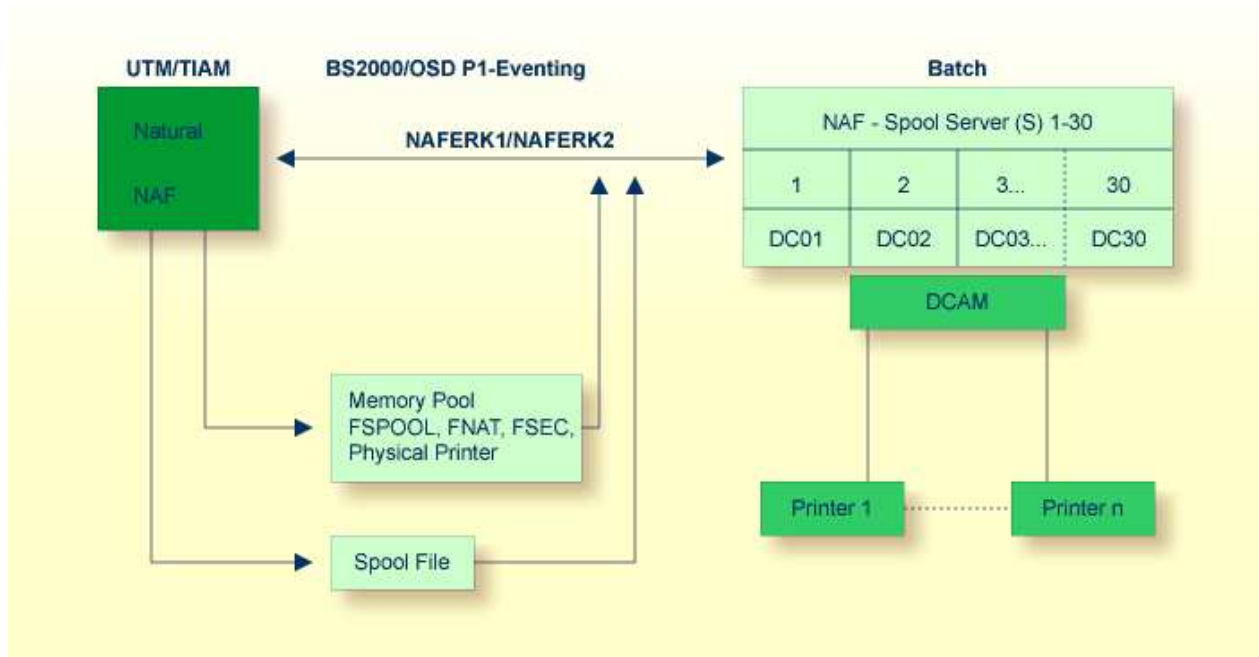 UTM/TIAM
BS2000/OSD P1-Eventing
Batch
Natural
NAF
NAFERK1/NAFERK2
NAF - Spool Server (S) 1-30
1 2 3... 30
DC01 DC02 DC03... DC30
DCAM
Memory Pool
FSPOOL, FNAT, FSEC,
Physical Printer
Printer 1 Printer n
Spool File